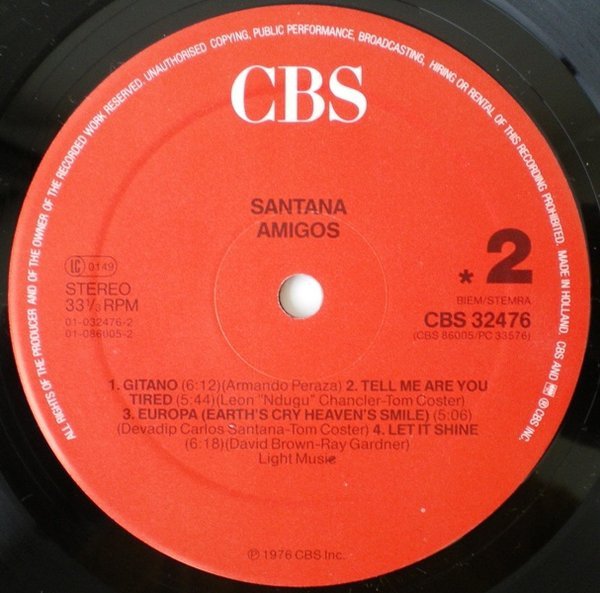 ALL RIGHTS OF THE PRODUCER AND OF THE OWNER OF THE RECORDED WORK RESERVED. UNAUTHORISED COPYING, PUBLIC PERFORMANCE, BROADCASTING, HIRING OR RENTAL OF THIS RECORDING PROHIBITED. MADE IN HOLLAND. CBS AND ℗ CBS INC.
CBS
SANTANA
AMIGOS
LC 0149
STEREO
33⅓ RPM
01-032476-2
01-086005-2
* 2
BIEM/STEMRA
CBS 32476
(CBS 86005/PC 33576)
1. GITANO (6:12)(Armando Peraza) 2. TELL ME ARE YOU
TIRED (5:44)(Leon "Ndugu" Chancler-Tom Coster)
3. EUROPA (EARTH'S CRY HEAVEN'S SMILE) (5:06)
(Devadip Carlos Santana-Tom Coster) 4. LET IT SHINE
(6:18)(David Brown-Ray Gardner)
Light Music
℗ 1976 CBS Inc.